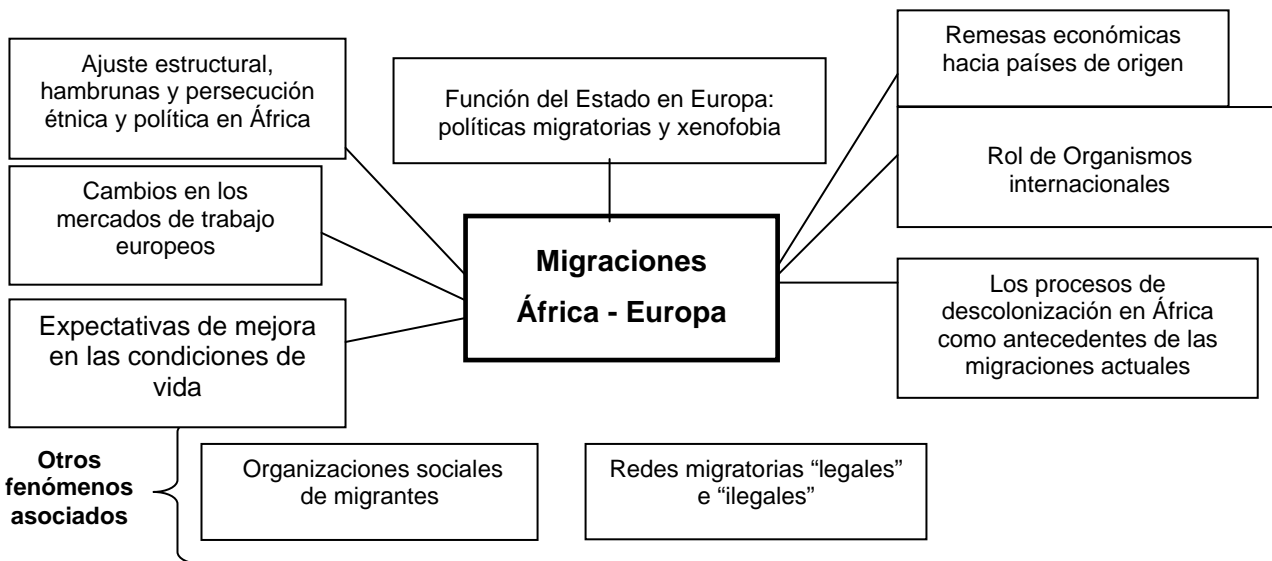 Ajuste estructural,
hambrunas y persecución
étnica y política en África
Función del Estado en Europa:
políticas migratorias y xenofobia
Remesas económicas
hacia países de origen
Rol de Organismos
internacionales
Cambios en los
mercados de trabajo
europeos
Migraciones
África - Europa
Los procesos de
descolonización en África
como antecedentes de las
migraciones actuales
Expectativas de mejora
en las condiciones de
vida
Otros
fenómenos
asociados
Organizaciones sociales
de migrantes
Redes migratorias “legales”
e “ilegales”